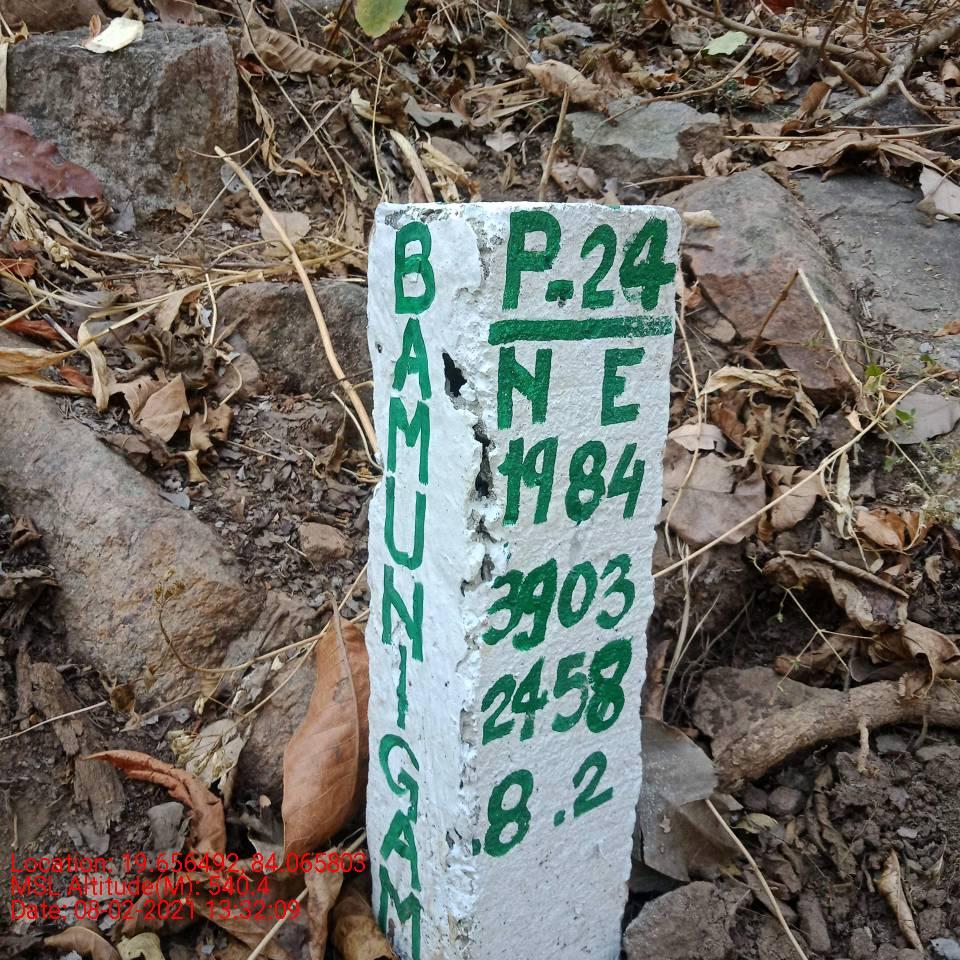 BAMUNIGAM
P.24
N E
1984
3903
2458
.8.2
Location: 19.656492, 84.065803
MSL Altitude(M): 540.4
Date: 08-02-2021 13:32:09